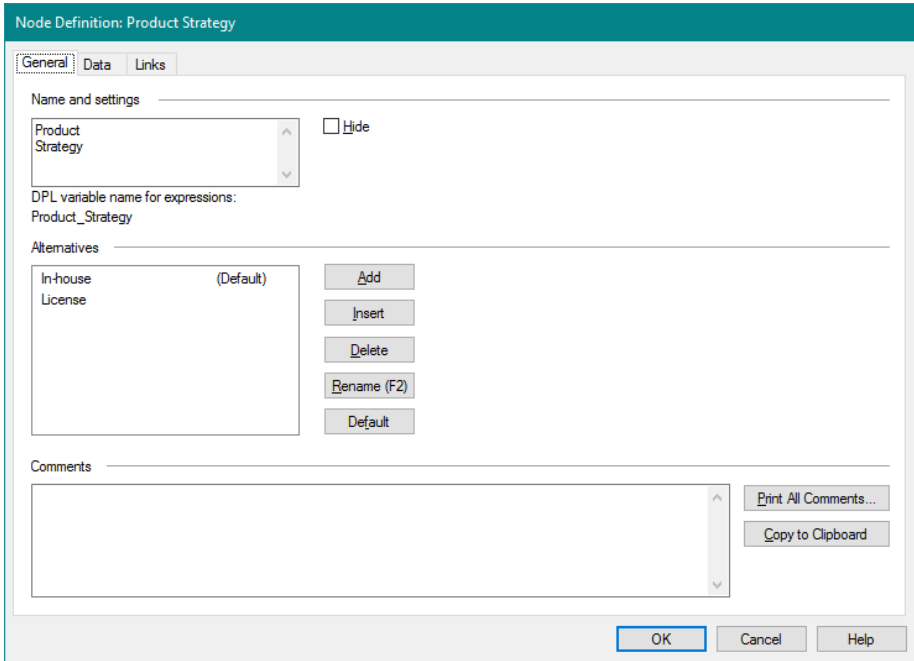 Node Definition: Product Strategy
General Data Links
Name and settings
Product
Strategy
Hide
DPL variable name for expressions:
Product_Strategy
Alternatives
In-house (Default)
License
Add
Insert
Delete
Rename (F2)
Default
Comments
Print All Comments...
Copy to Clipboard
OK Cancel Help